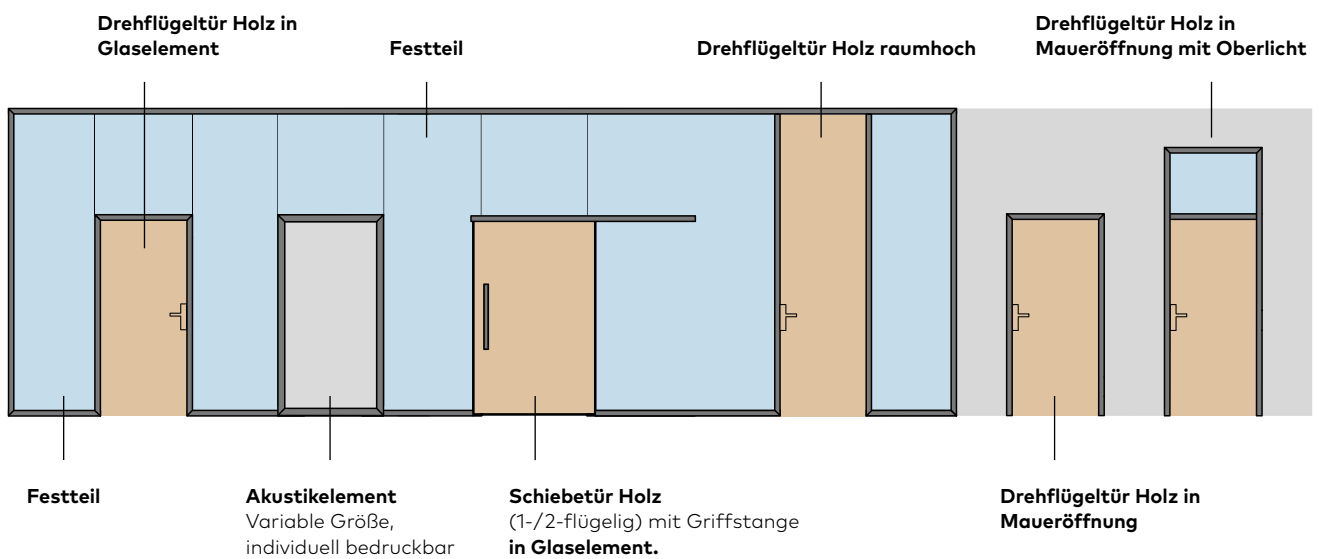 Drehflügeltür Holz in
Glaselement
Festteil
Drehflügeltür Holz raumhoch
Drehflügeltür Holz in
Maueröffnung mit Oberlicht
Festteil
Akustikelement
Variable Größe,
individuell bedruckbar
Schiebetür Holz
(1-/2-flügelig) mit Griffstange
in Glaselement.
Drehflügeltür Holz in
Maueröffnung